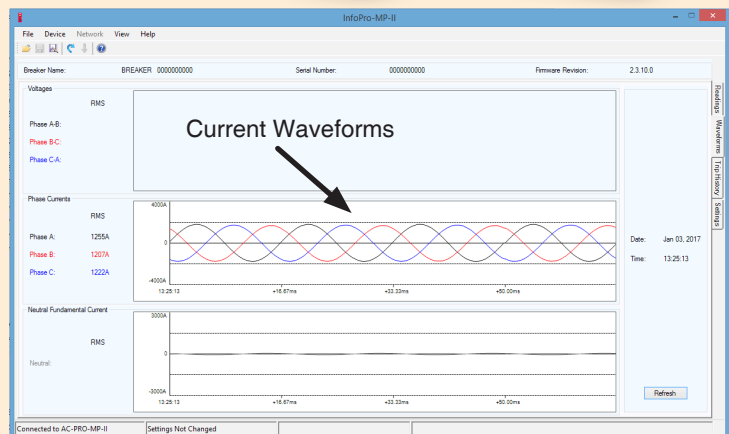 InfoPro-MP-II
File Device Network View Help
Breaker Name: BREAKER 0000000000 Serial Number: 0000000000 Firmware Revision: 2.3.10.0
Voltages
RMS
Phase A-B:
Phase B-C:
Phase C-A:
Current Waveforms
Phase Currents
RMS
Phase A: 1255A
Phase B: 1207A
Phase C: 1222A
4000A
0
-4000A
13:25:13 +16.67ms +33.33ms +50.00ms
Neutral Fundamental Current
RMS
Neutral:
3000A
0
-3000A
13:25:13 +16.67ms +33.33ms +50.00ms
Date: Jan 03, 2017
Time: 13:25:13
Refresh
Readings
Waveforms
Trip History
Settings
Connected to AC-PRO-MP-II Settings Not Changed